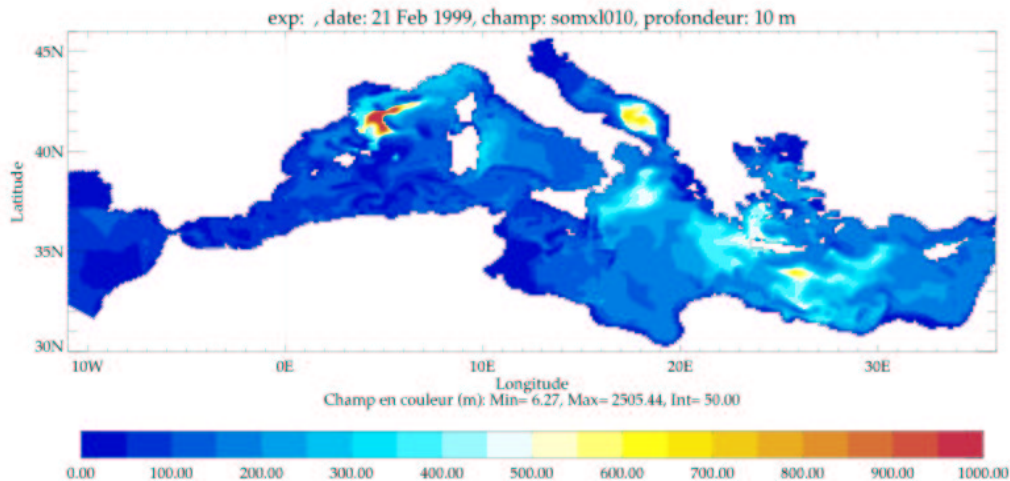 exp:  , date: 21 Feb 1999, champ: somxl010, profondeur: 10 m
45N
40N
35N
30N
Latitude
10W 0E 10E 20E 30E
Longitude
Champ en couleur (m): Min= 6.27, Max= 2505.44, Int= 50.00
0.00 100.00 200.00 300.00 400.00 500.00 600.00 700.00 800.00 900.00 1000.00